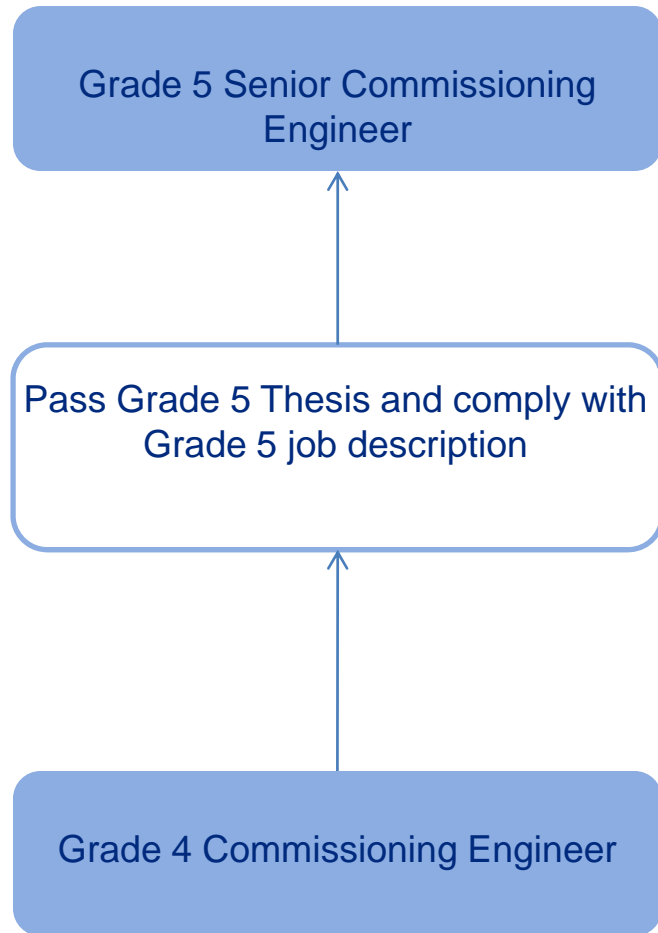 Grade 5 Senior Commissioning
Engineer
Pass Grade 5 Thesis and comply with
Grade 5 job description
Grade 4 Commissioning Engineer